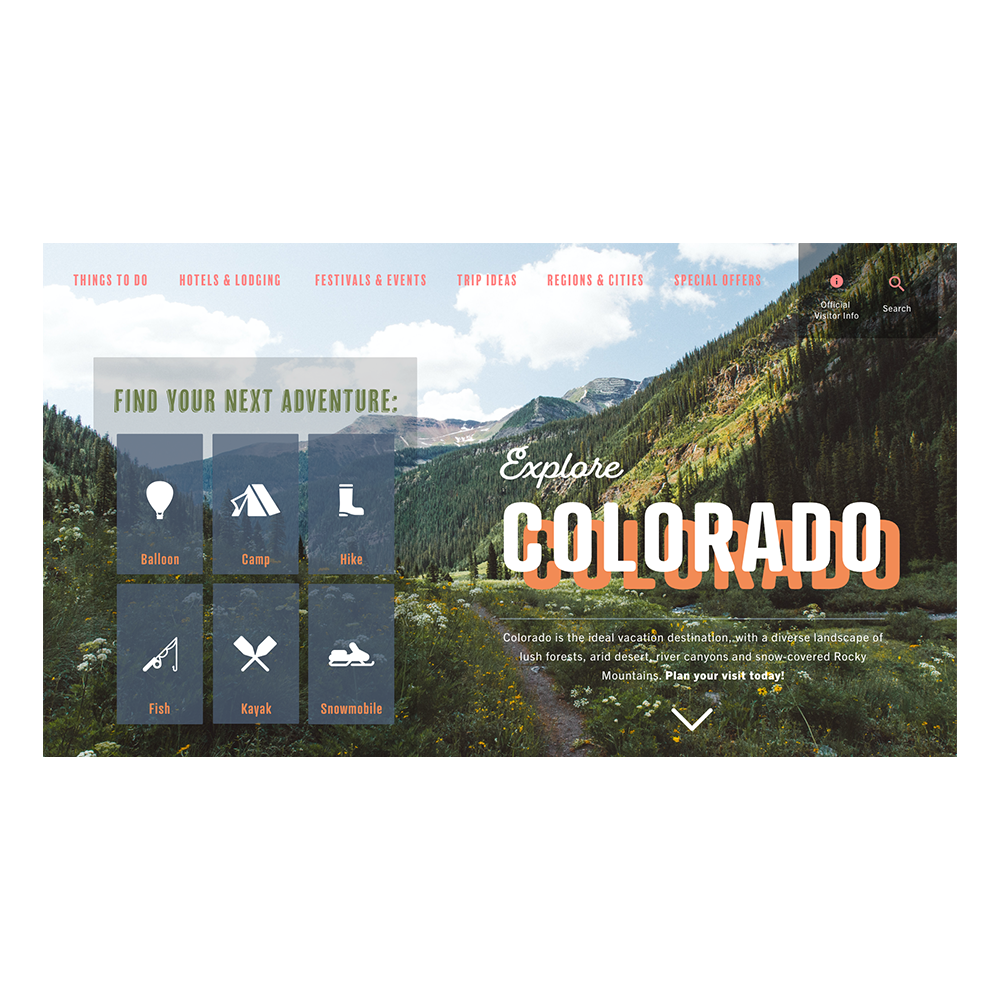 THINGS TO DO HOTELS & LODGING FESTIVALS & EVENTS TRIP IDEAS REGIONS & CITIES SPECIAL OFFERS
Official
Visitor Info
Search
FIND YOUR NEXT ADVENTURE:
Balloon Camp Hike
Fish Kayak Snowmobile
Explore
COLORADO
Colorado is the ideal vacation destination, with a diverse landscape of
lush forests, arid desert, river canyons and snow-covered Rocky
Mountains. Plan your visit today!